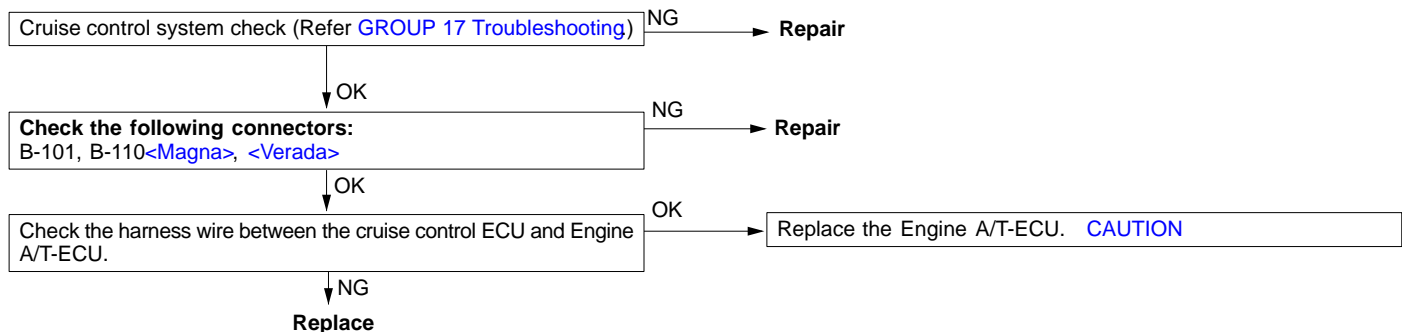 Cruise control system check (Refer GROUP 17 Troubleshooting.)
NG
Repair
OK
Check the following connectors:
B-101, B-110<Magna>, <Verada>
NG
Repair
OK
Check the harness wire between the cruise control ECU and Engine
A/T-ECU.
OK
Replace the Engine A/T-ECU. CAUTION
NG
Replace